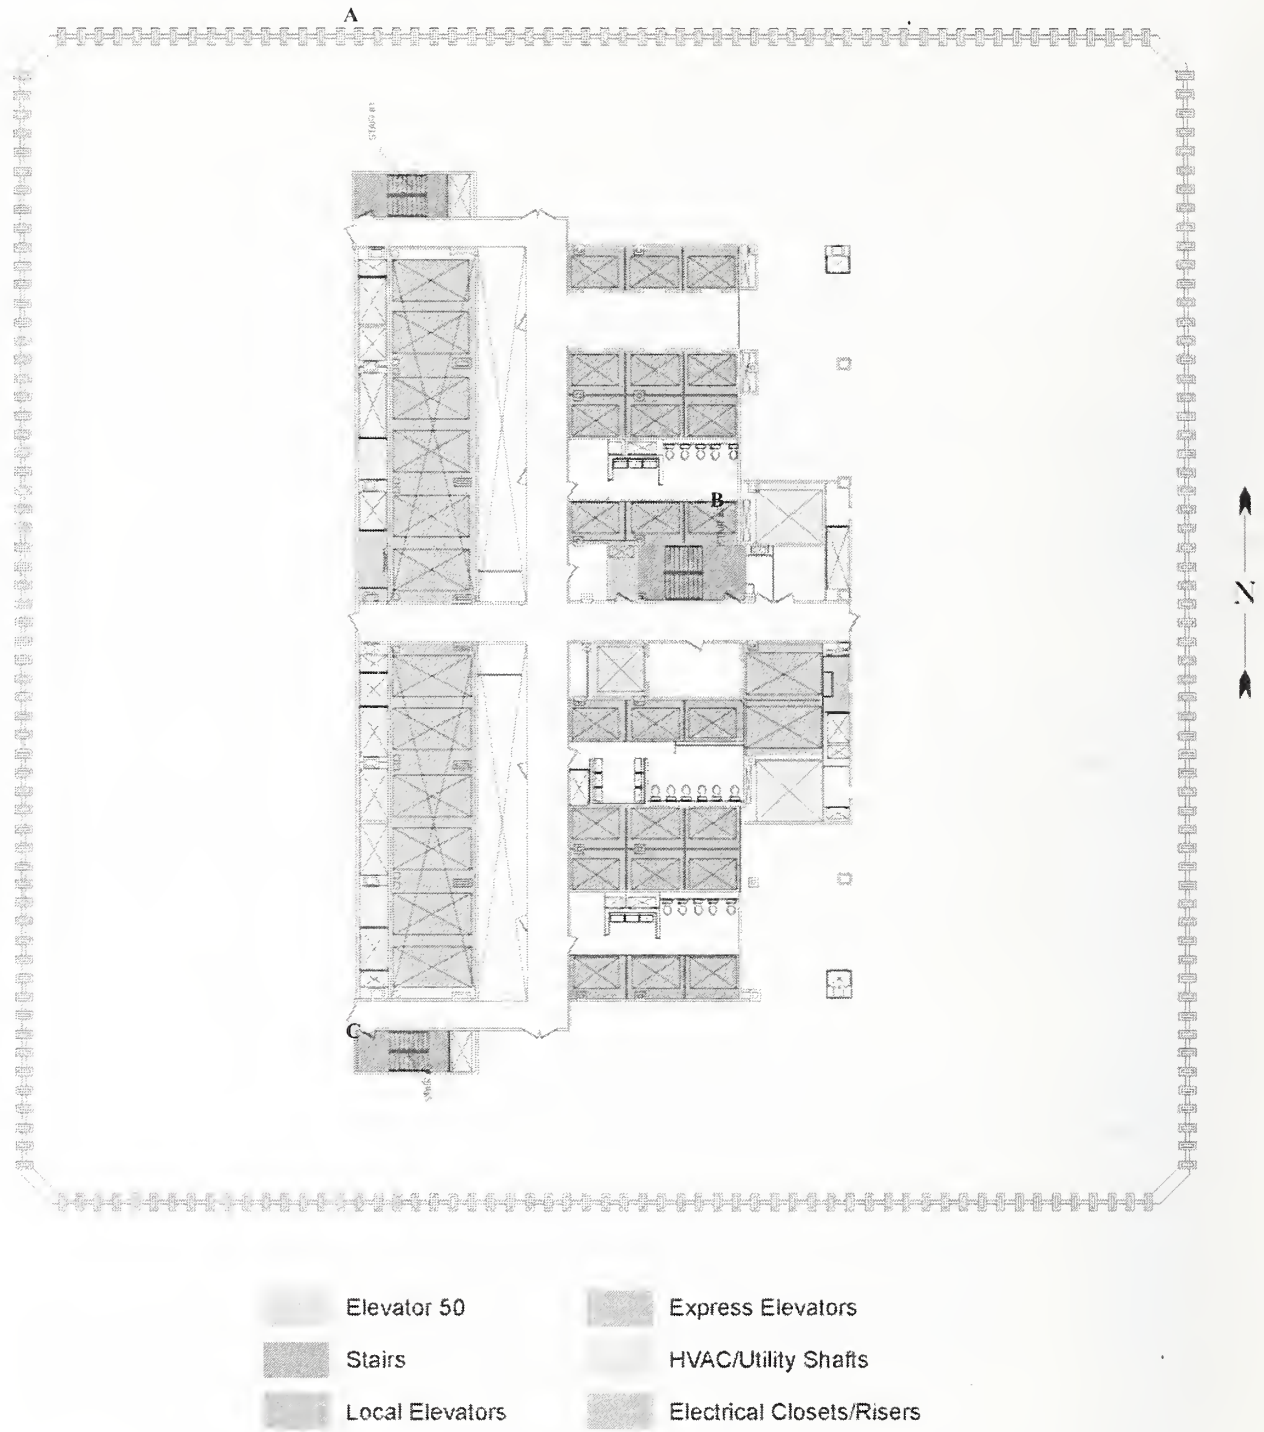 A
B
N
C
Elevator 50
Express Elevators
Stairs
HVAC/Utility Shafts
Local Elevators
Electrical Closets/Risers